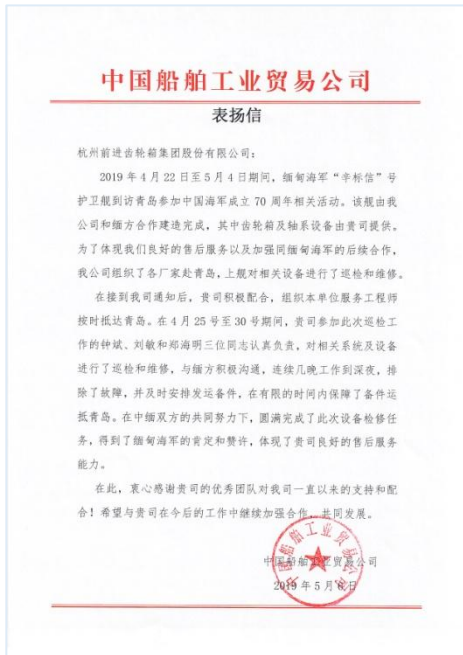 中国船舶工业贸易公司
表扬信
杭州前进齿轮箱集团股份有限公司：
2019 年 4 月 22 日至 5 月 4 日期间，缅甸海军“辛标信”号
护卫舰到访青岛参加中国海军成立 70 周年相关活动。该舰由我
公司和缅方合作建造完成，其中齿轮箱及轴系设备由贵司提供。
为了体现我们良好的售后服务以及加强同缅甸海军的后续合作，
我公司组织了各厂家赴青岛，上舰对相关设备进行了巡检和维修。
在接到我司通知后，贵司积极配合，组织本单位服务工程师
按时抵达青岛。在 4 月 25 号至 30 号期间，贵司参加此次巡检工
作的钟斌、刘敏和郑海明三位同志认真负责，对相关系统及设备
进行了巡检和维修，与缅方积极沟通，连续几晚工作到深夜，排
除了故障，并及时安排发运备件，在有限的时间内保障了备件运
抵青岛。在中缅双方的共同努力下，圆满完成了此次设备检修任
务，得到了缅甸海军的肯定和赞许，体现了贵司良好的售后服务
能力。
在此，衷心感谢贵司的优秀团队对我司一直以来的支持和配
合！希望与贵司在今后的工作中继续加强合作，共同发展。
中国船舶工业贸易公司
中国船舶工业贸易公司
2019 年 5 月 6 日